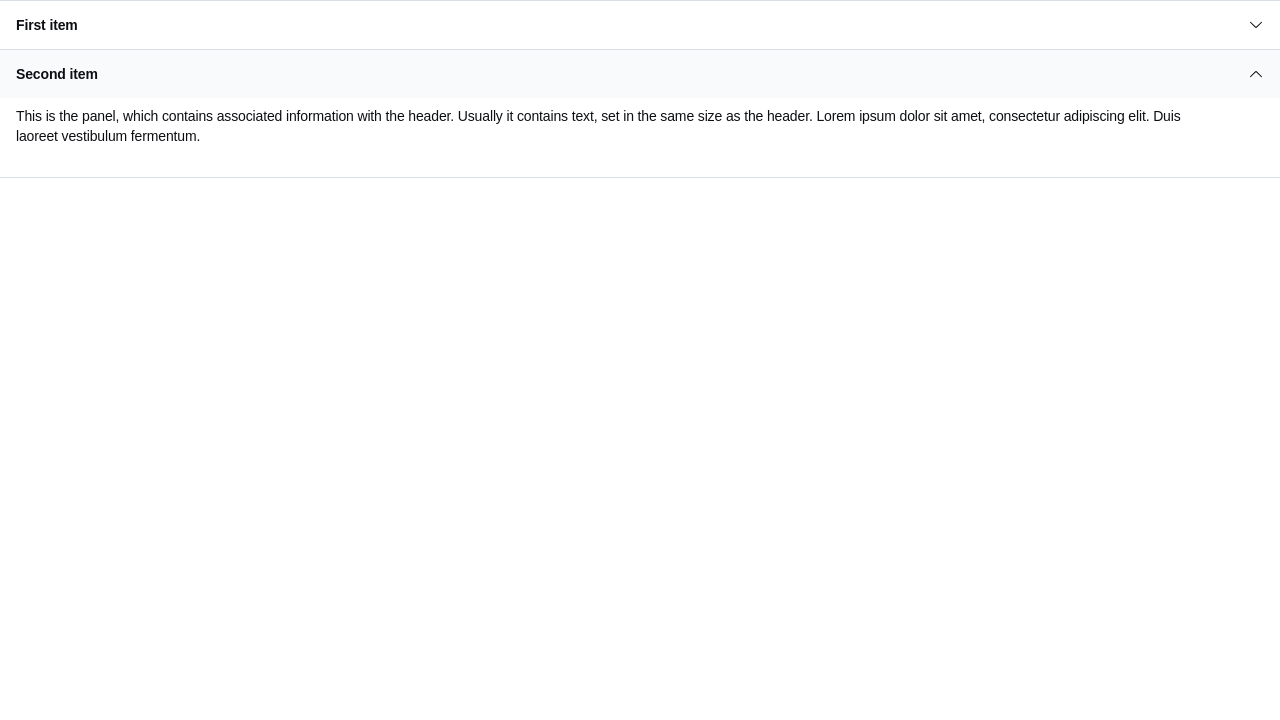 First item
Second item
This is the panel, which contains associated information with the header. Usually it contains text, set in the same size as the header. Lorem ipsum dolor sit amet, consectetur adipiscing elit. Duis
laoreet vestibulum fermentum.